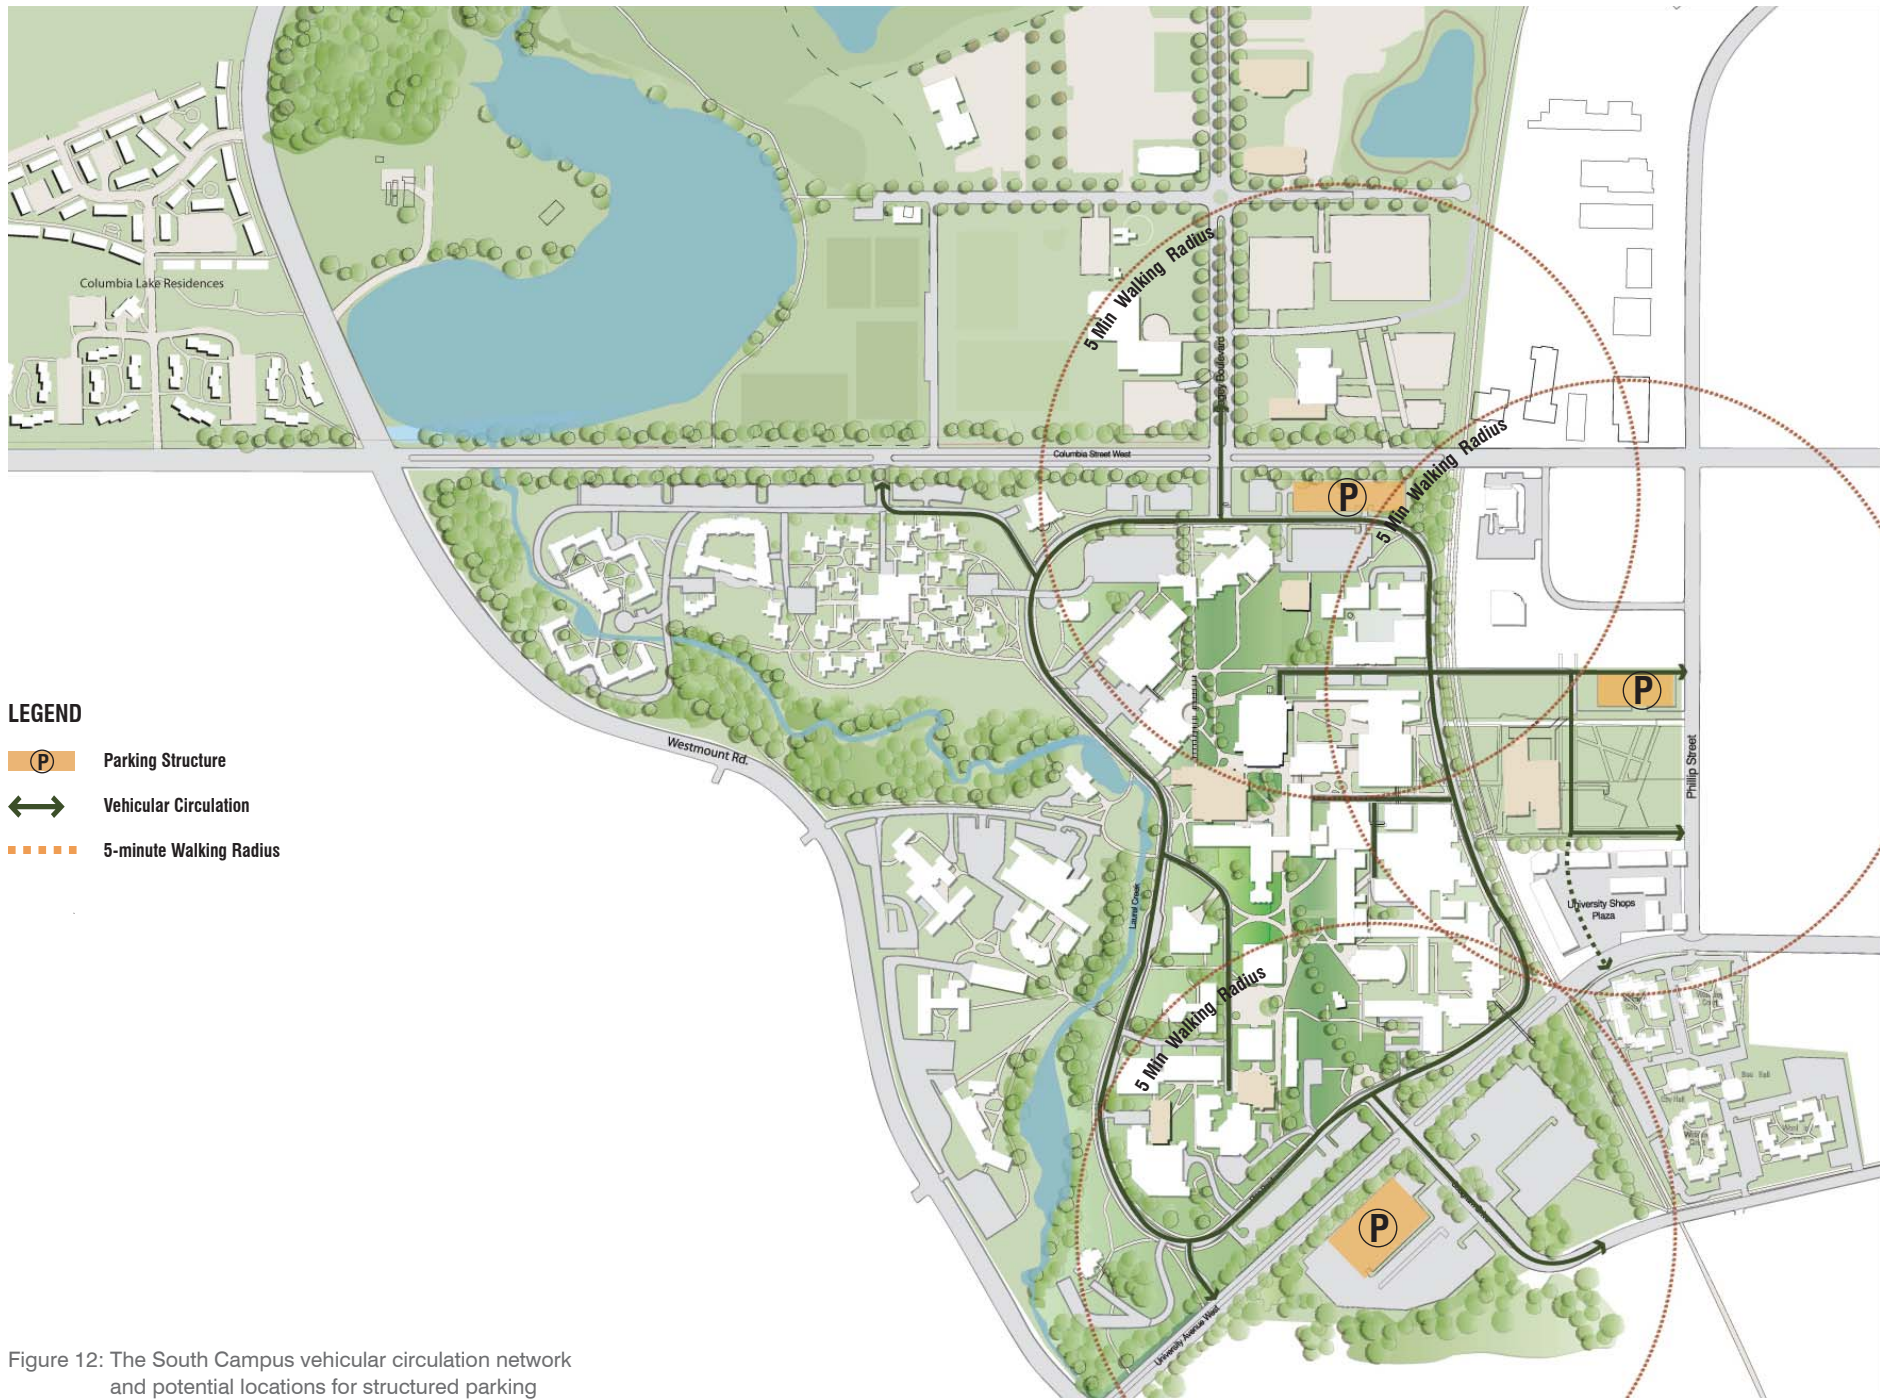 5 Min Walking Radius
Columbia Lake Residences
5 Min Walking Radius
Columbia Street West
P
P
LEGEND
P Parking Structure
Vehicular Circulation
5-minute Walking Radius
Westmount Rd.
Phillip Street
Laurel Creek
University Shops
Plaza
5 Min Walking Radius
P
University Avenue West
Figure 12: The South Campus vehicular circulation network
and potential locations for structured parking